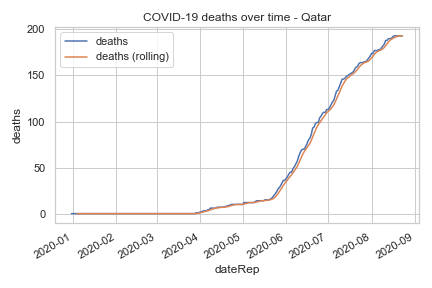 COVID-19 deaths over time - Qatar
deaths
deaths (rolling)
200
150
100
50
0
deaths
2020-01
2020-02
2020-03
2020-04
2020-05
2020-06
2020-07
2020-08
2020-09
dateRep